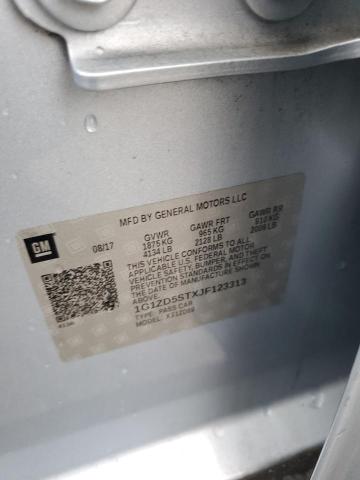 MFD BY GENERAL MOTORS LLC
GM
08/17
GVWR GAWR FRT GAWR RR
1875 KG 965 KG 910 KG
4134 LB 2128 LB 2006 LB
THIS VEHICLE CONFORMS TO ALL
APPLICABLE U.S. FEDERAL MOTOR
VEHICLE SAFETY, BUMPER, AND THEFT
PREVENTION STANDARDS IN EFFECT ON
THE DATE OF MANUFACTURE SHOWN
ABOVE.
1G1ZD5STXJF123313
TYPE: PASS CAR
MODEL: